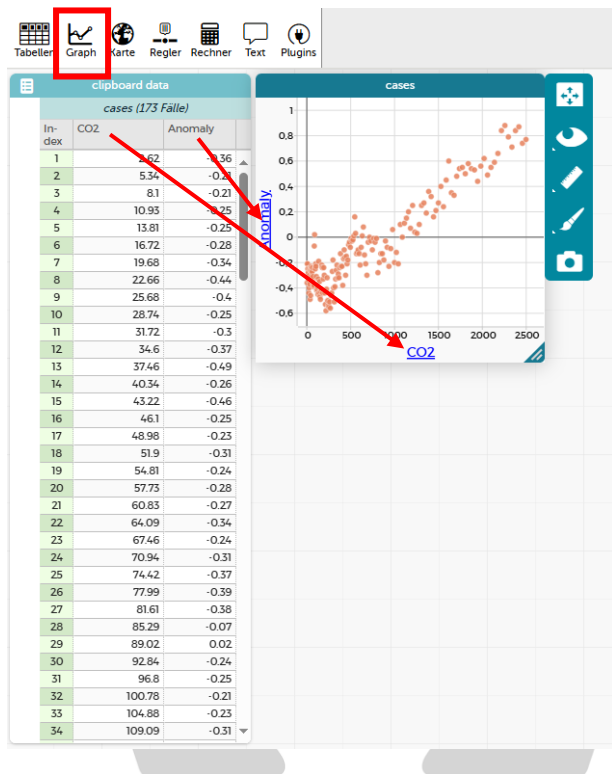 Tabellen Graph Karte Regler Rechner Text Plugins
clipboard data
cases (173 Fälle)
In-
dex CO2 Anomaly
1 2.62 -0.36
2 5.34 -0.21
3 8.1 -0.21
4 10.93 -0.25
5 13.81 -0.25
6 16.72 -0.28
7 19.68 -0.34
8 22.66 -0.44
9 25.68 -0.4
10 28.74 -0.25
11 31.72 -0.3
12 34.6 -0.37
13 37.46 -0.49
14 40.34 -0.26
15 43.22 -0.46
16 46.1 -0.25
17 48.98 -0.23
18 51.9 -0.31
19 54.81 -0.24
20 57.73 -0.28
21 60.83 -0.27
22 64.09 -0.34
23 67.46 -0.24
24 70.94 -0.31
25 74.42 -0.37
26 77.99 -0.39
27 81.61 -0.38
28 85.29 -0.07
29 89.02 0.02
30 92.84 -0.24
31 96.8 -0.25
32 100.78 -0.21
33 104.88 -0.23
34 109.09 -0.31
cases
1
0,8
0,6
0,4
0,2
0
-0,2
-0,4
-0,6
Anomaly
0 500 1000 1500 2000 2500
CO2